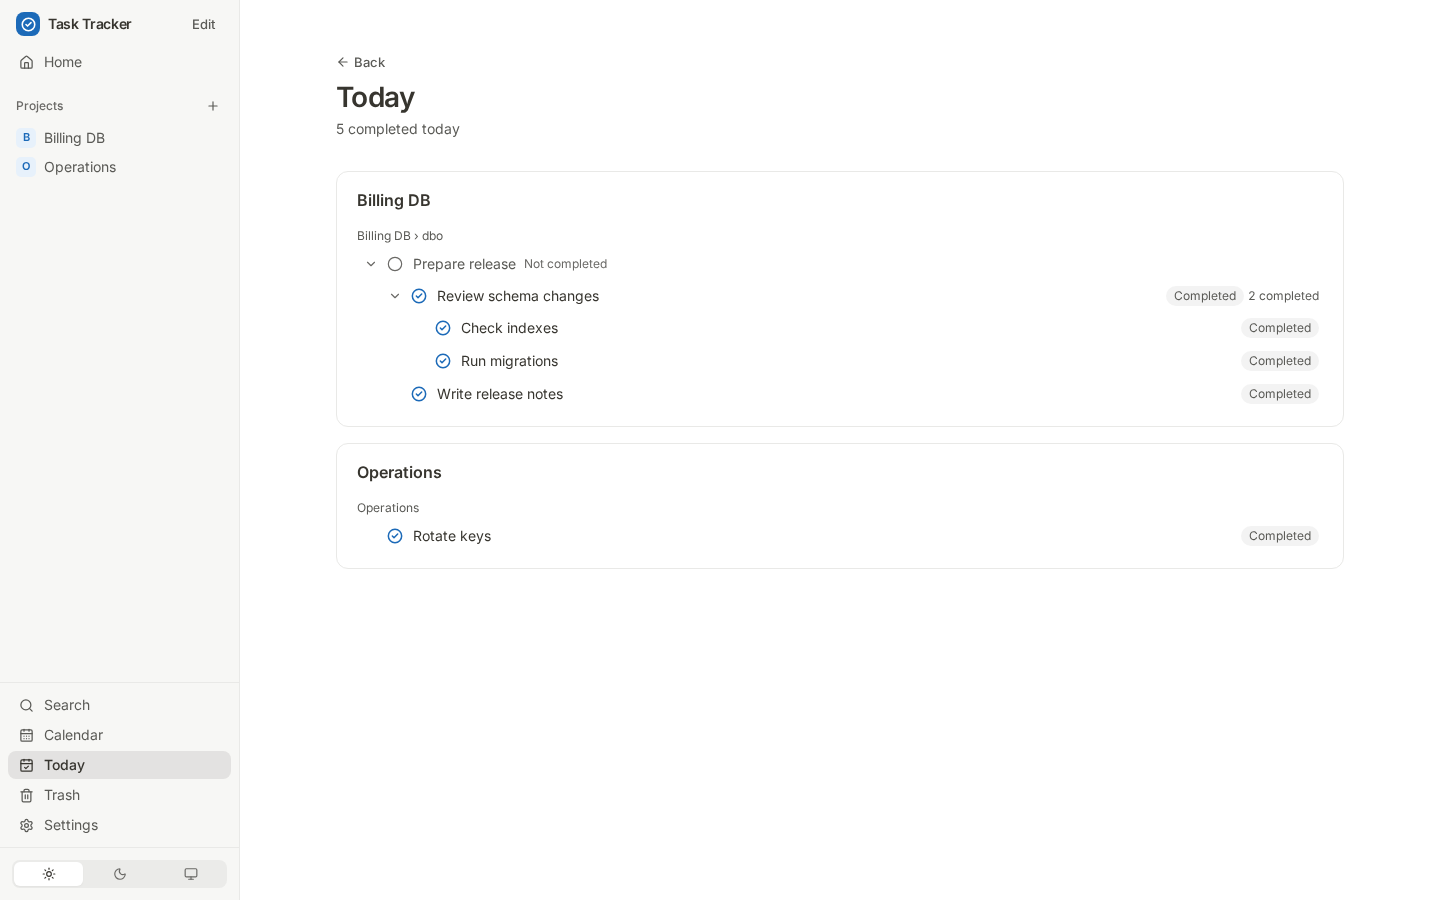 Task Tracker
Edit
Home
Projects
B Billing DB
O Operations
Search
Calendar
Today
Trash
Settings
Back
Today
5 completed today
Billing DB
Billing DB › dbo
Prepare release Not completed
Review schema changes Completed 2 completed
Check indexes Completed
Run migrations Completed
Write release notes Completed
Operations
Operations
Rotate keys Completed